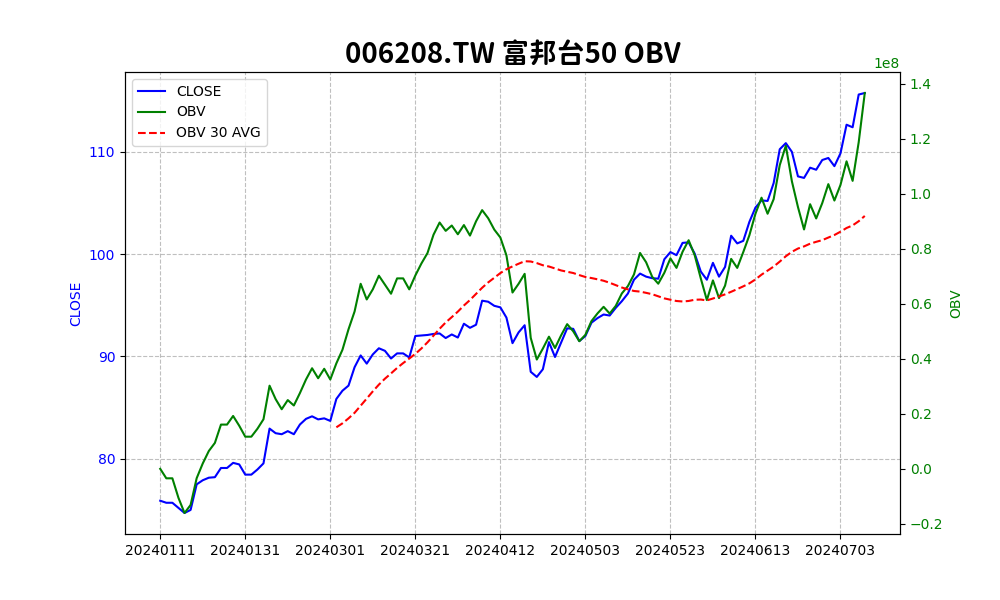 006208.TW 富邦台50 OBV
1e8
CLOSE
OBV
OBV 30 AVG
110
100
90
80
CLOSE
1.4
1.2
1.0
0.8
0.6
0.4
0.2
0.0
−0.2
OBV
20240111 20240131 20240301 20240321 20240412 20240503 20240523 20240613 20240703